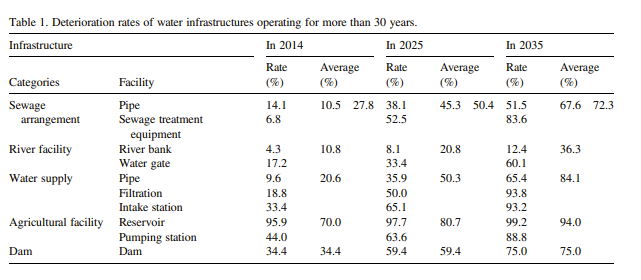 Table 1. Deterioration rates of water infrastructures operating for more than 30 years.
Infrastructure In 2014 In 2025 In 2035
Rate Average Rate Average Rate Average
Categories Facility (%) (%) (%) (%) (%) (%)
Sewage Pipe 14.1 10.5 27.8 38.1 45.3 50.4 51.5 67.6 72.3
arrangement Sewage treatment 6.8 52.5 83.6
equipment
River facility River bank 4.3 10.8 8.1 20.8 12.4 36.3
Water gate 17.2 33.4 60.1
Water supply Pipe 9.6 20.6 35.9 50.3 65.4 84.1
Filtration 18.8 50.0 93.8
Intake station 33.4 65.1 93.2
Agricultural facility Reservoir 95.9 70.0 97.7 80.7 99.2 94.0
Pumping station 44.0 63.6 88.8
Dam Dam 34.4 34.4 59.4 59.4 75.0 75.0